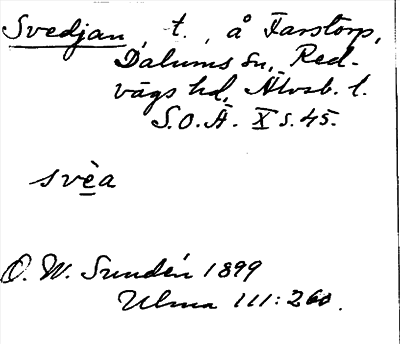 Svedjan, t., å Farstorp,
Dalums sn, Red-
vägs hd, Älvsb. l.
S.O.Ä. X s. 45.
svèa
O. W. Sundén 1899
Ulma 111:260.